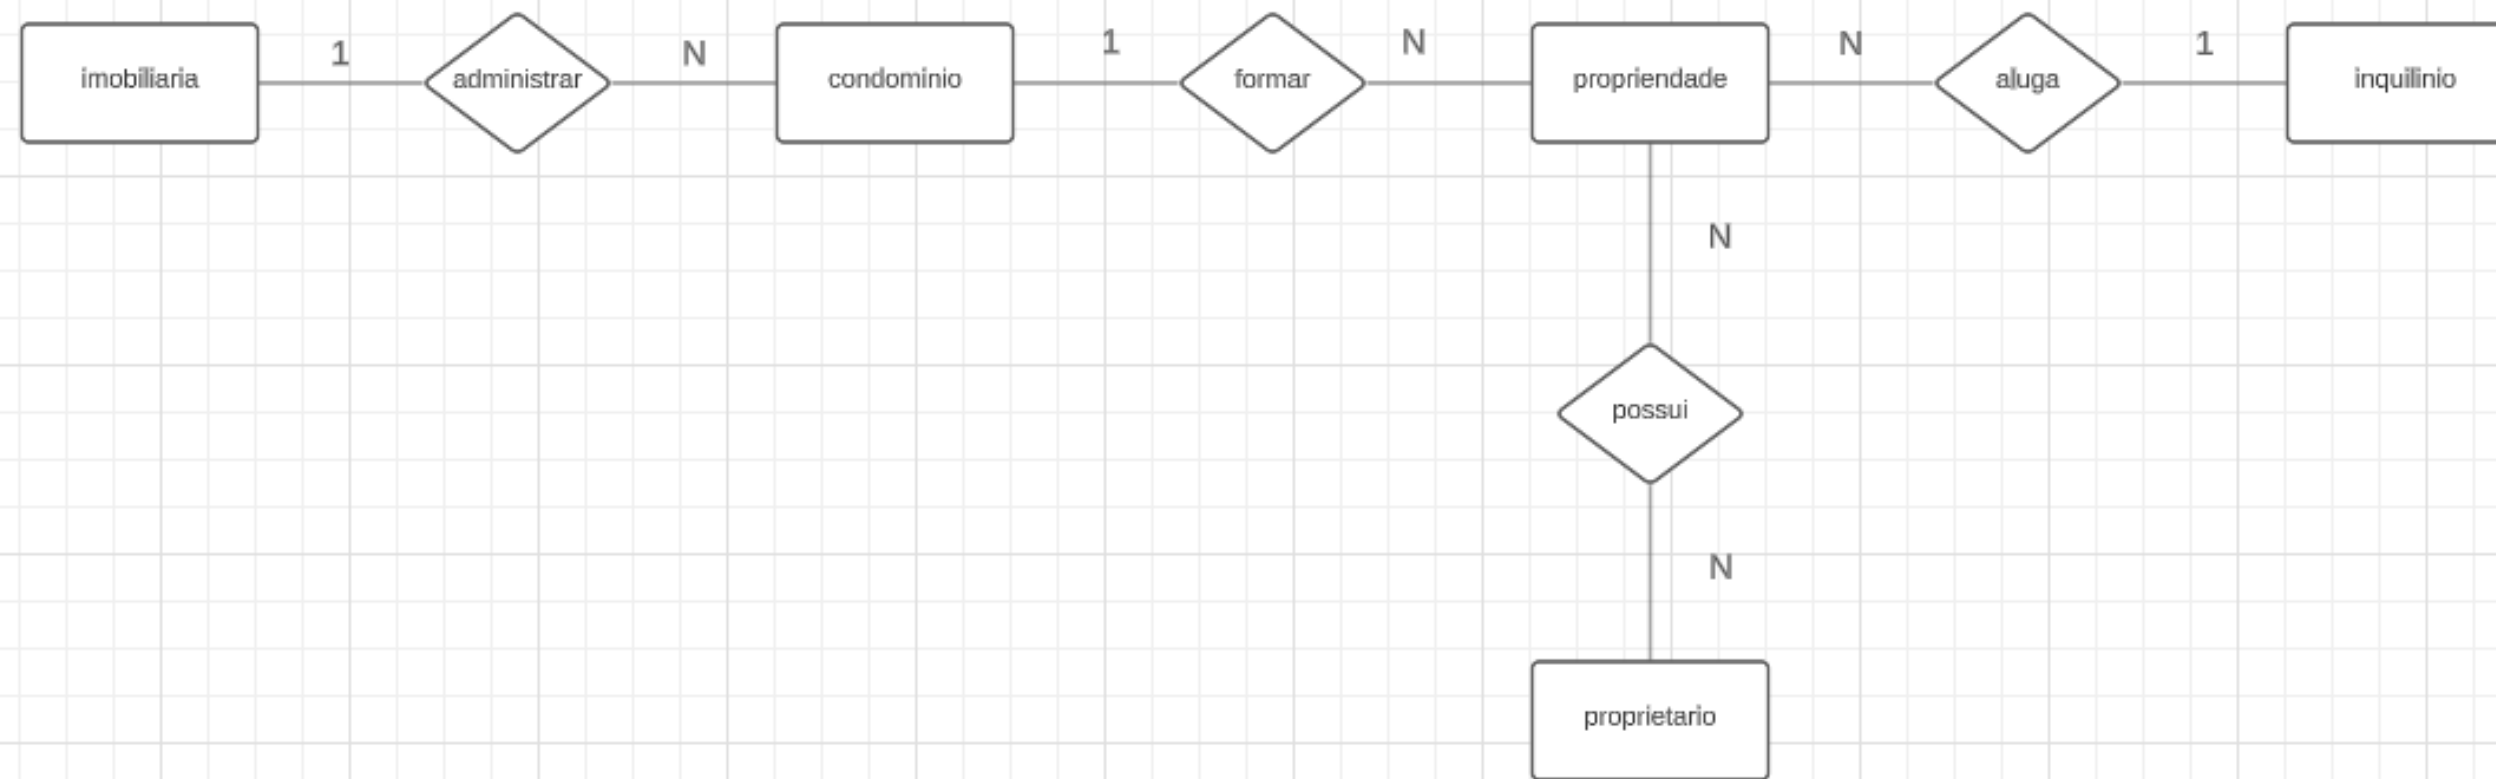 imobiliaria
1
administrar
N
condominio
1
formar
N
propriendade
N
aluga
1
inquilinio
N
possui
N
proprietario